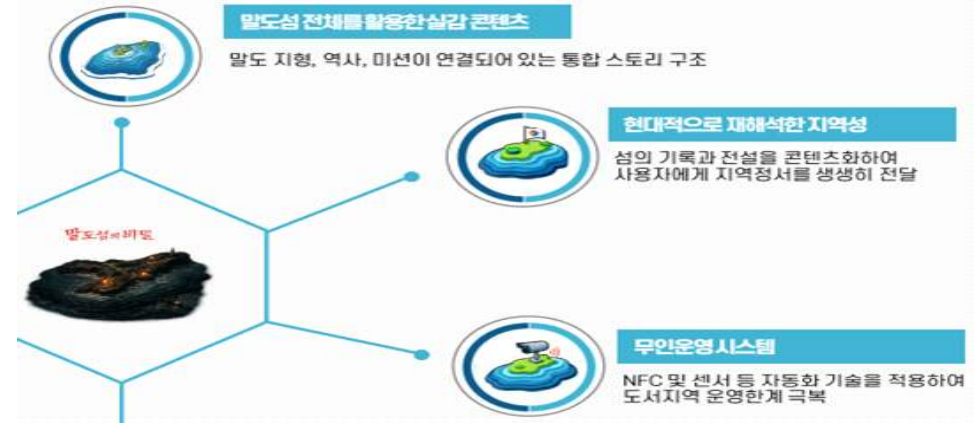 말도섬 전체를 활용한 실감 콘텐츠
말도 지형, 역사, 미션이 연결되어 있는 통합 스토리 구조
현대적으로 재해석한 지역성
섬의 기록과 전설을 콘텐츠화하여
사용자에게 지역정서를 생생히 전달
말도섬의 비밀
무인운영 시스템
NFC 및 센서 등 자동화 기술을 적용하여
도서지역 운영한계 극복